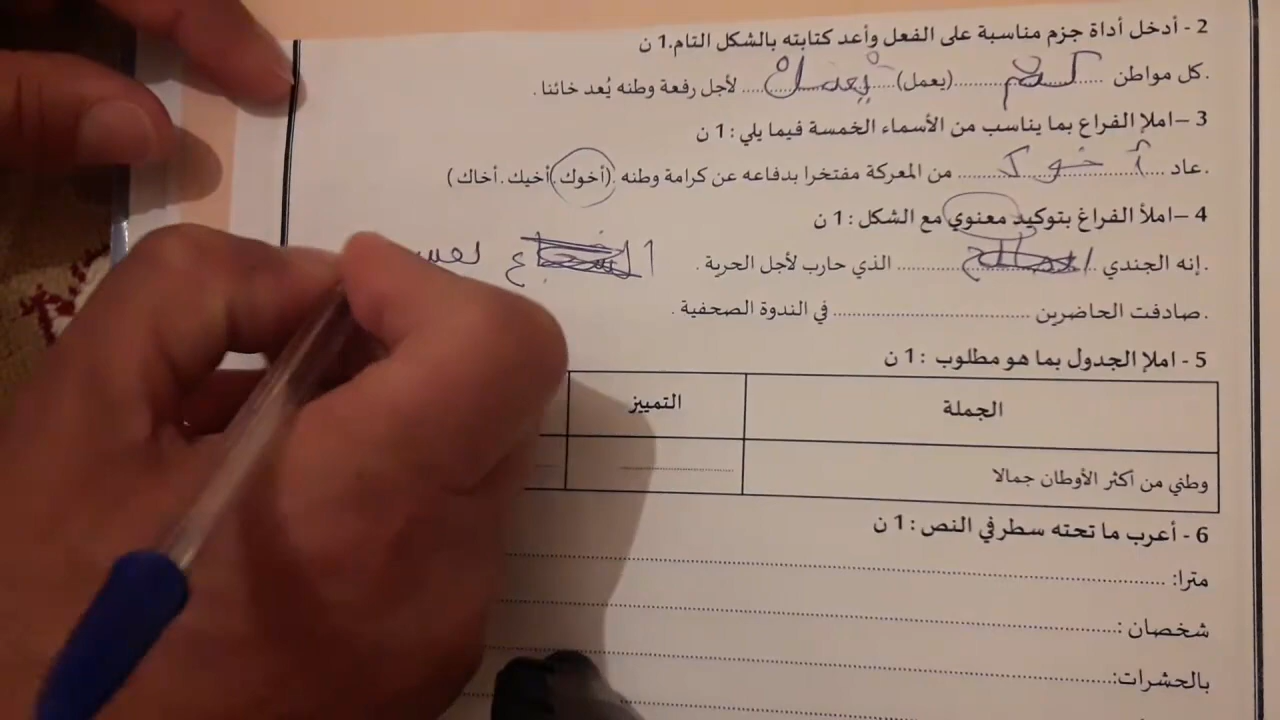 2 - أدخل أداة جزم مناسبة على الفعل وأعد كتابته بالشكل التام.1 ن
.كل مواطن ........ لم ........(يعمل) ........ يعملْ ........ لأجل رفعة وطنه يُعد خائنا .
3 –املإ الفراع بما يناسب من الأسماء الخمسة فيما يلي : 1 ن
.عاد ........ أخوك ........ من المعركة مفتخرا بدفاعه عن كرامة وطنه .(أخوك.أخيك.أخاك )
4 –املأ الفراغ بتوكيد معنوي مع الشكل : 1 ن
.إنه الجندي ................ الذي حارب لأجل الحرية .
.صادفت الحاضرين ................................ في الندوة الصحفية .
5 - املإ الجدول بما هو مطلوب : 1 ن
الجملة التمييز
وطني من أكثر الأوطان جمالا ................
6 - أعرب ما تحته سطر في النص : 1 ن
مترا: ................................
شخصان :................................
بالحشرات:................................